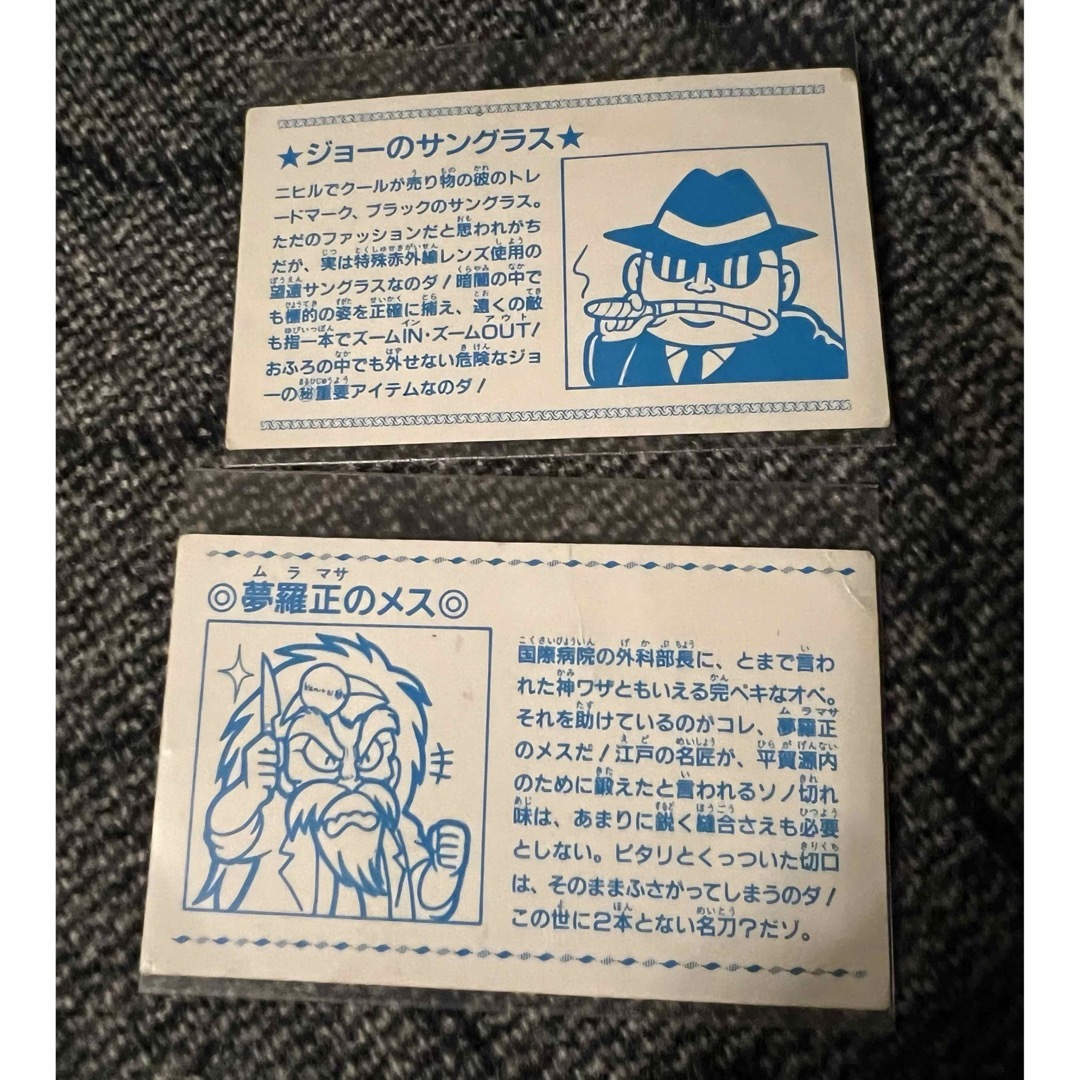 ★ジョーのサングラス★
ニヒルでクールが売り物の彼のトレ
ードマーク、ブラックのサングラス。
ただのファッションだと思われがち
だが、実は特殊赤外線レンズ使用の
望遠サングラスなのダ!暗闇の中で
も標的の姿を正確に捕え、遠くの敵
も指一本でズームIN・ズームOUT!
おふろの中でも外せない危険なジョ
ーの㊙重要アイテムなのダ!
◎夢羅正のメス◎
国際病院の外科部長に、とまで言わ
れた神ワザともいえる完ペキなオペ。
それを助けているのがコレ、夢羅正
のメスだ!江戸の名匠が、平賀源内
のために鍛えたと言われるソノ切れ
味は、あまりに鋭く縫合さえも必要
としない。ピタリとくっついた切口
は、そのままふさがってしまうのダ!
この世に2本とない名刀?だゾ。